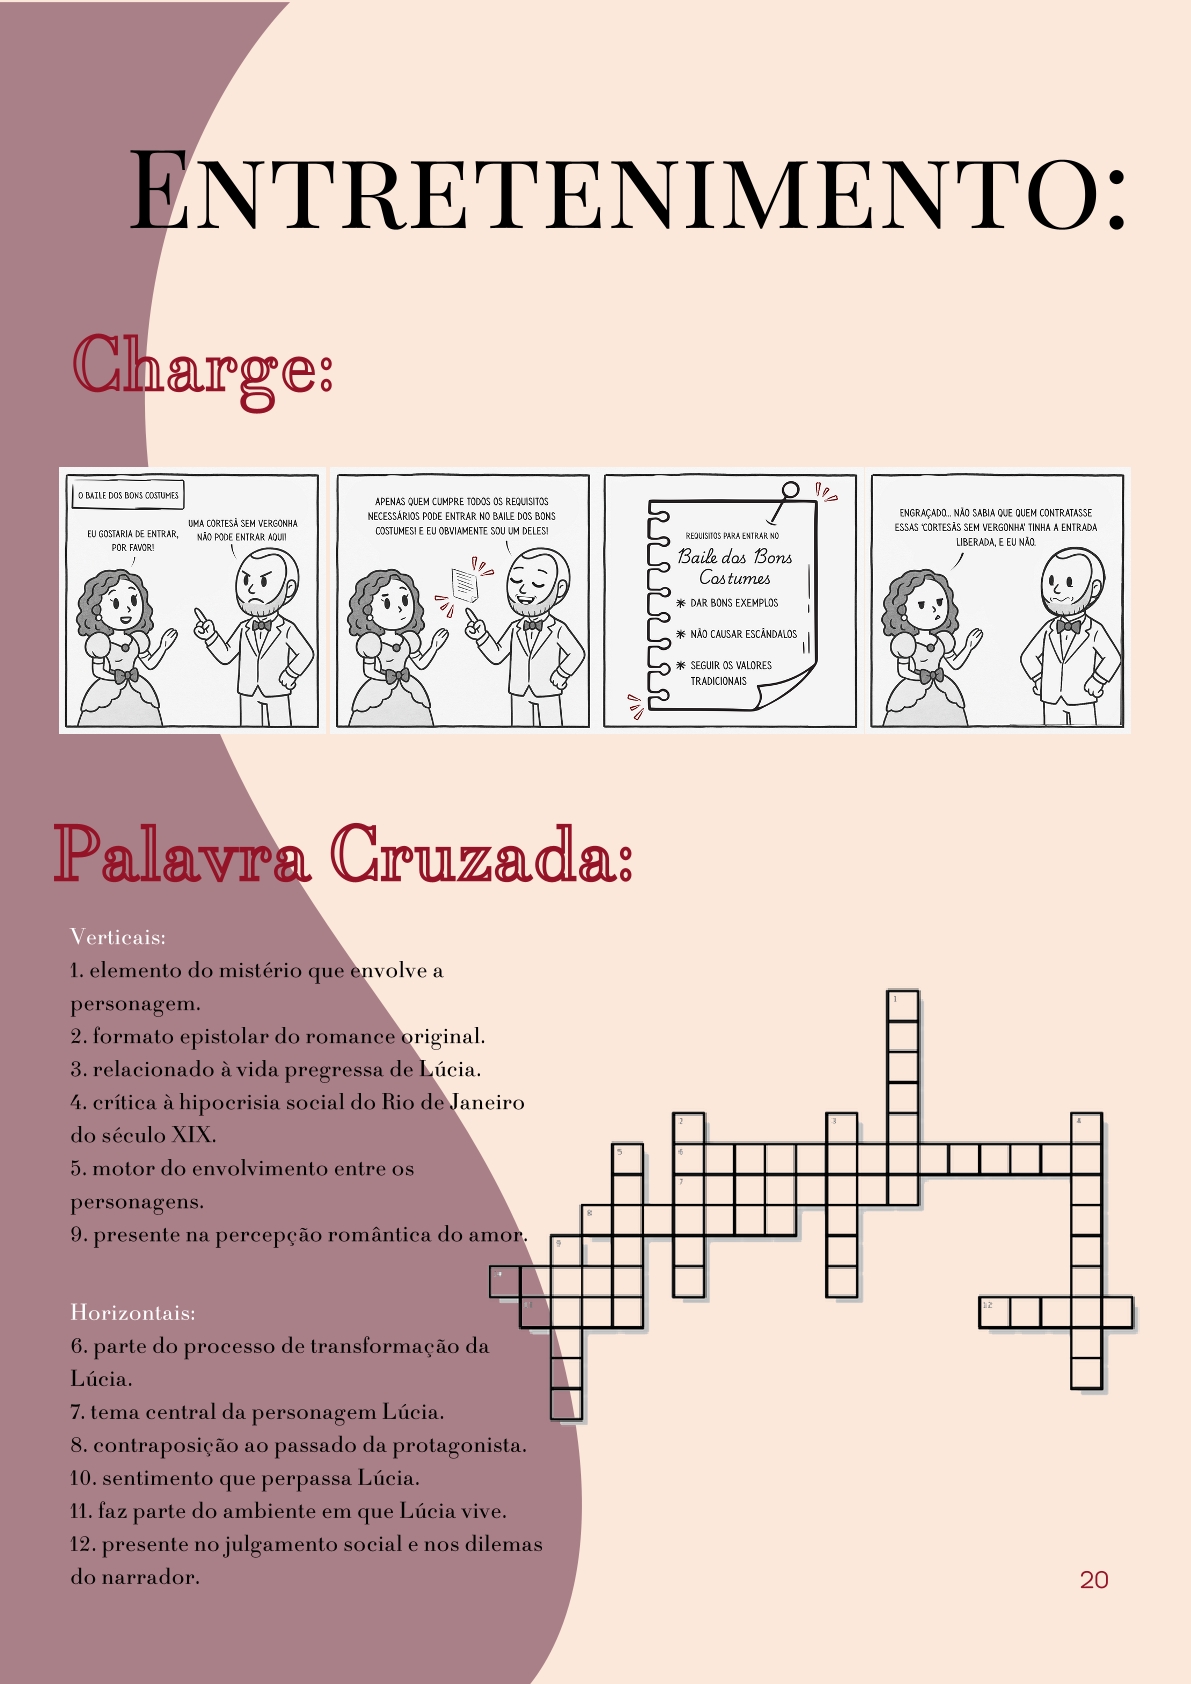 ENTRETENIMENTO:
Charge:
O BAILE DOS BONS COSTUMES
EU GOSTARIA DE ENTRAR,
POR FAVOR!
UMA CORTESÃ SEM VERGONHA
NÃO PODE ENTRAR AQUI!
APENAS QUEM CUMPRE TODOS OS REQUISITOS
NECESSÁRIOS PODE ENTRAR NO BAILE DOS BONS
COSTUMES! E EU OBVIAMENTE SOU UM DELES!
REQUISITOS PARA ENTRAR NO
Baile dos Bons
Costumes
DAR BONS EXEMPLOS
NÃO CAUSAR ESCÂNDALOS
SEGUIR OS VALORES
TRADICIONAIS
ENGRAÇADO... NÃO SABIA QUE QUEM CONTRATASSE
ESSAS 'CORTESÃS SEM VERGONHA' TINHA A ENTRADA
LIBERADA, E EU NÃO.
Palavra Cruzada:
Verticais:
1. elemento do mistério que envolve a
personagem.
2. formato epistolar do romance original.
3. relacionado à vida pregressa de Lúcia.
4. crítica à hipocrisia social do Rio de Janeiro
do século XIX.
5. motor do envolvimento entre os
personagens.
9. presente na percepção romântica do amor.
Horizontais:
6. parte do processo de transformação da
Lúcia.
7. tema central da personagem Lúcia.
8. contraposição ao passado da protagonista.
10. sentimento que perpassa Lúcia.
11. faz parte do ambiente em que Lúcia vive.
12. presente no julgamento social e nos dilemas
do narrador.
1
2
3
4
5
6
7
8
9
12
20